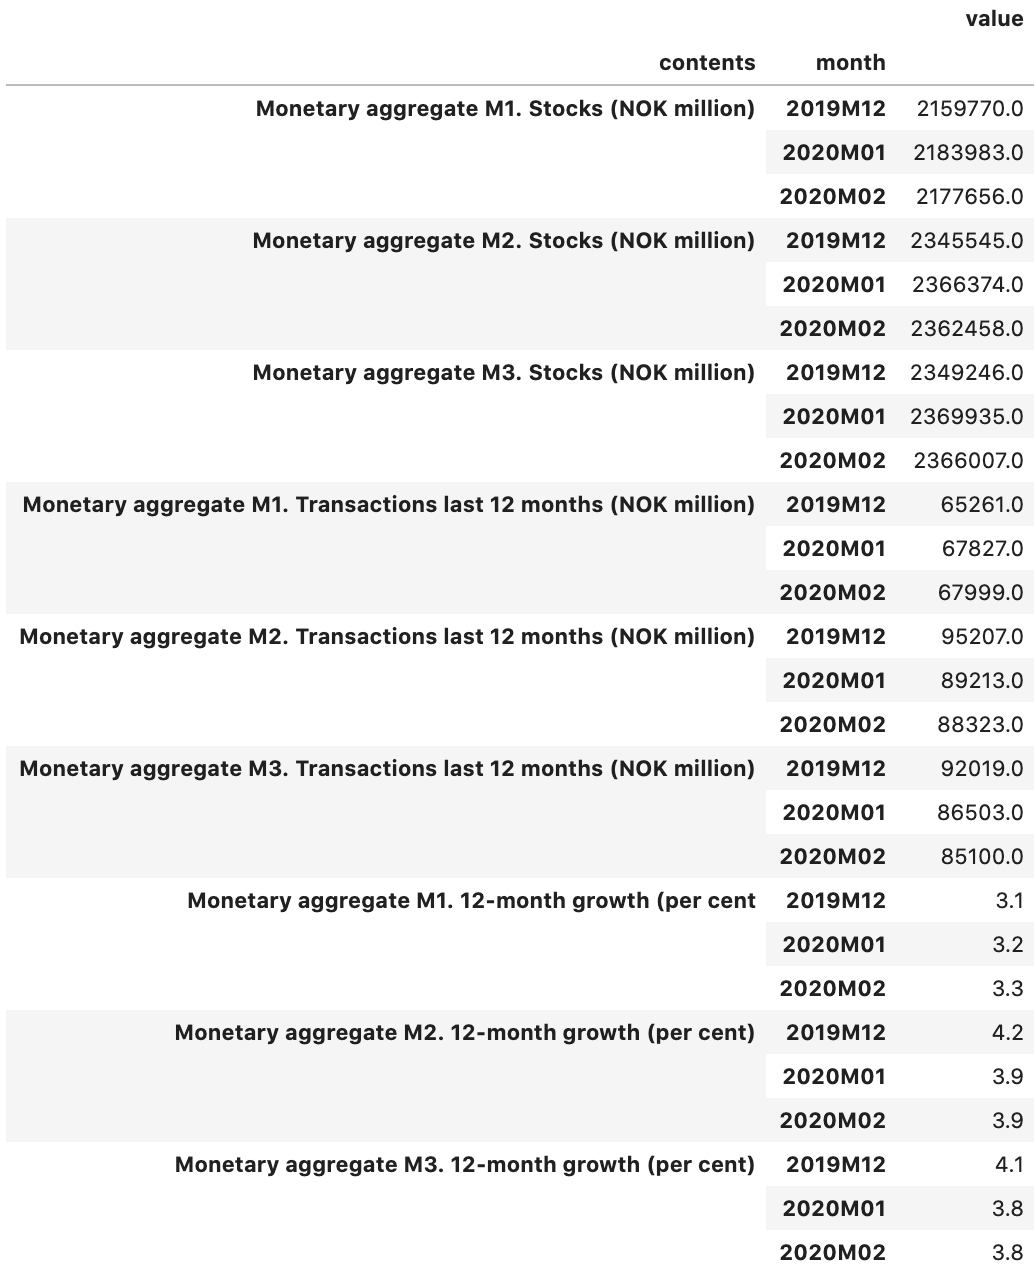 value
contents month
Monetary aggregate M1. Stocks (NOK million) 2019M12 2159770.0
2020M01 2183983.0
2020M02 2177656.0
Monetary aggregate M2. Stocks (NOK million) 2019M12 2345545.0
2020M01 2366374.0
2020M02 2362458.0
Monetary aggregate M3. Stocks (NOK million) 2019M12 2349246.0
2020M01 2369935.0
2020M02 2366007.0
Monetary aggregate M1. Transactions last 12 months (NOK million) 2019M12 65261.0
2020M01 67827.0
2020M02 67999.0
Monetary aggregate M2. Transactions last 12 months (NOK million) 2019M12 95207.0
2020M01 89213.0
2020M02 88323.0
Monetary aggregate M3. Transactions last 12 months (NOK million) 2019M12 92019.0
2020M01 86503.0
2020M02 85100.0
Monetary aggregate M1. 12-month growth (per cent 2019M12 3.1
2020M01 3.2
2020M02 3.3
Monetary aggregate M2. 12-month growth (per cent) 2019M12 4.2
2020M01 3.9
2020M02 3.9
Monetary aggregate M3. 12-month growth (per cent) 2019M12 4.1
2020M01 3.8
2020M02 3.8